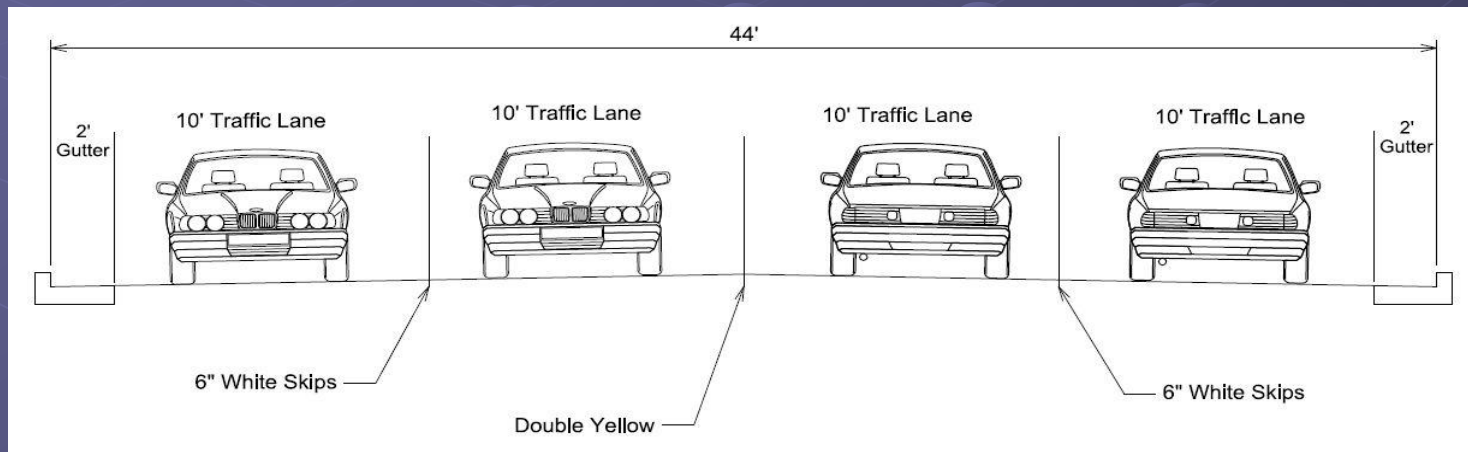 44'
2'
Gutter
10' Traffic Lane
10' Traffic Lane
10' Traffic Lane
10' Traffic Lane
2'
Gutter
6" White Skips
Double Yellow
6" White Skips